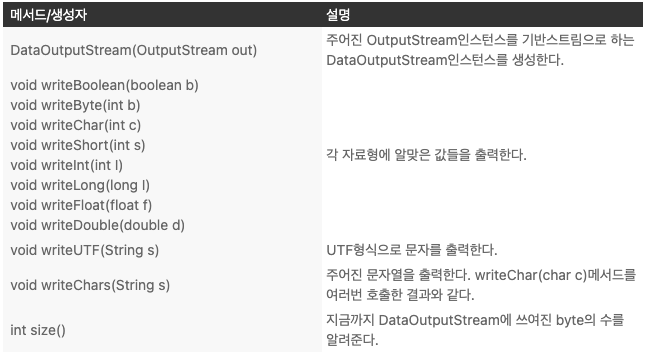 메서드/생성자 설명
DataOutputStream(OutputStream out)
주어진 OutputStream인스턴스를 기반스트림으로 하는
DataOutputStream인스턴스를 생성한다.
void writeBoolean(boolean b)
void writeByte(int b)
void writeChar(int c)
void writeShort(int s)
void writeInt(int l)
void writeLong(long l)
void writeFloat(float f)
void writeDouble(double d)
각 자료형에 알맞은 값들을 출력한다.
void writeUTF(String s) UTF형식으로 문자를 출력한다.
void writeChars(String s)
주어진 문자열을 출력한다. writeChar(char c)메서드를
여러번 호출한 결과와 같다.
int size()
지금까지 DataOutputStream에 쓰여진 byte의 수를
알려준다.